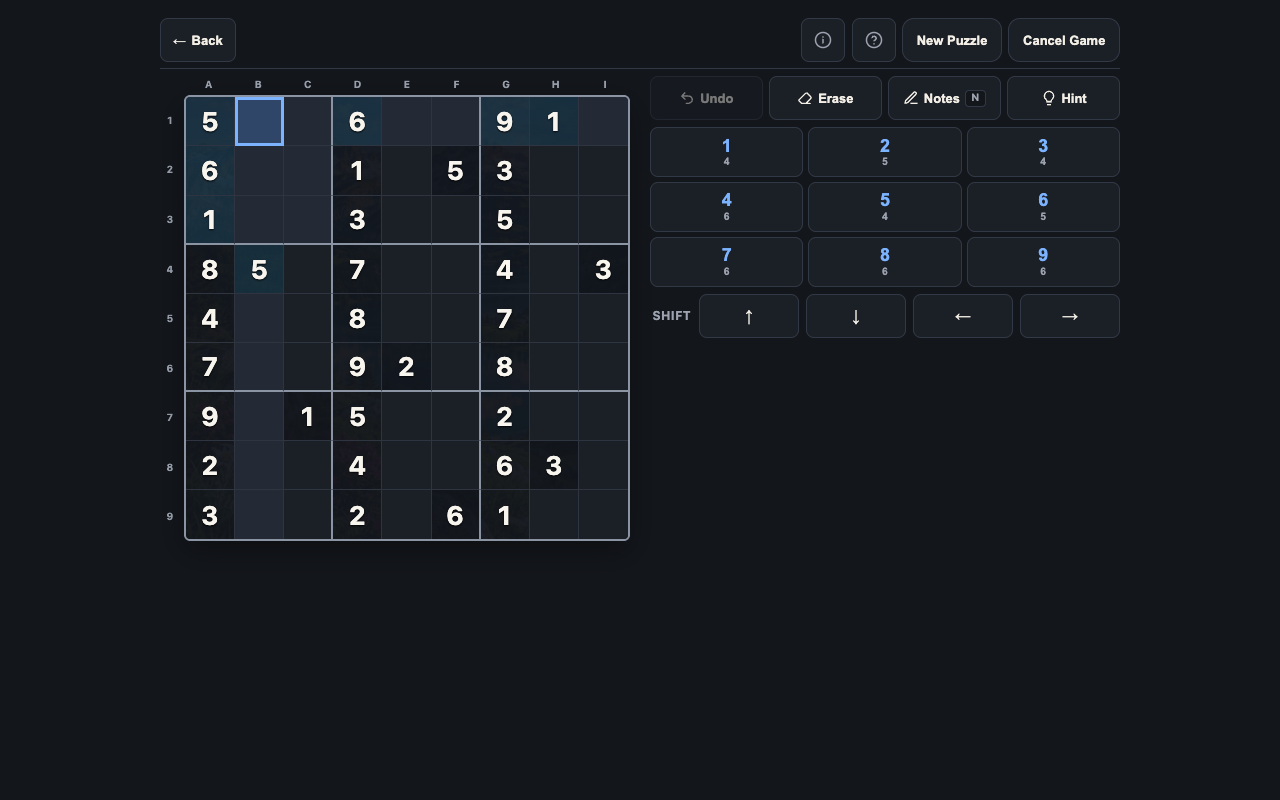 ← Back
New Puzzle
Cancel Game
A B C D E F G H I
1 5 6 9 1
2 6 1 5 3
3 1 3 5
4 8 5 7 4 3
5 4 8 7
6 7 9 2 8
7 9 1 5 2
8 2 4 6 3
9 3 2 6 1
Undo
Erase
Notes N
Hint
1 2 3
4 5 4
4 5 6
6 4 5
7 8 9
6 6 6
SHIFT ↑ ↓ ← →